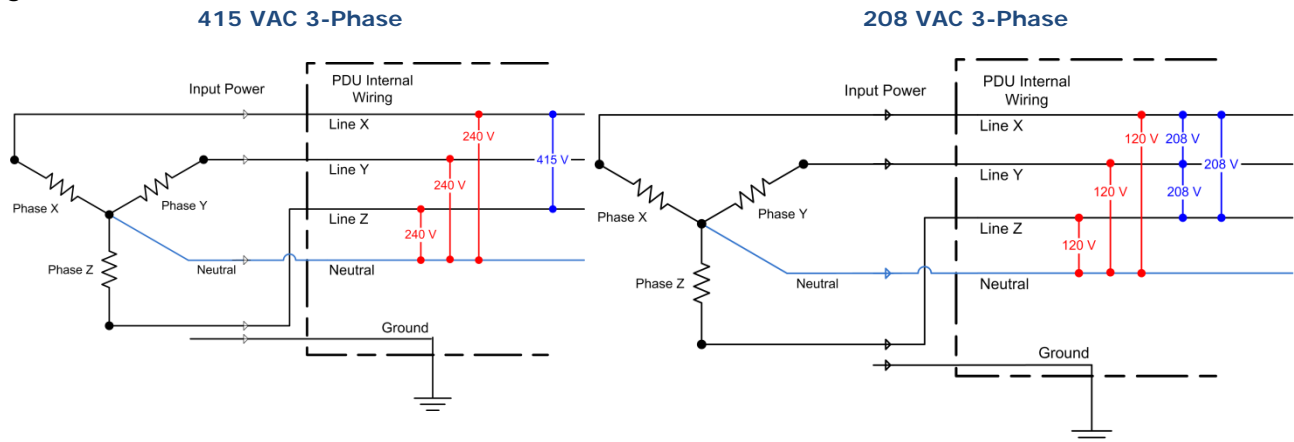 415 VAC 3-Phase
Input Power
PDU Internal
Wiring
Line X
240 V
415 V
Line Y
240 V
Phase X
Phase Y
Line Z
240 V
Phase Z
Neutral
Neutral
Ground
208 VAC 3-Phase
Input Power
PDU Internal
Wiring
Line X
120 V
208 V
208 V
Line Y
120 V
208 V
Phase X
Phase Y
Line Z
120 V
Phase Z
Neutral
Neutral
Ground